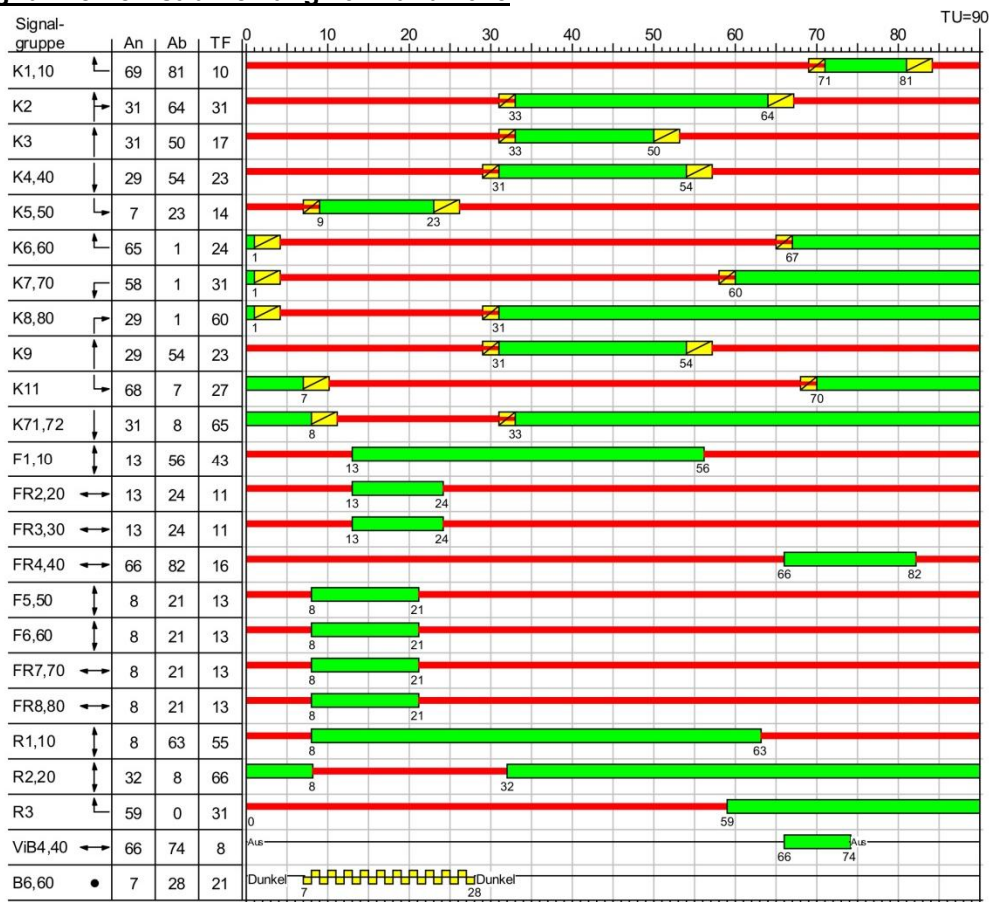 TU=90
Signal-
gruppe An Ab TF 0 10 20 30 40 50 60 70 80
K1,10 69 81 10 71 81
K2 31 64 31 33 64
K3 31 50 17 33 50
K4,40 29 54 23 31 54
K5,50 7 23 14 9 23
K6,60 65 1 24 1 67
K7,70 58 1 31 1 60
K8,80 29 1 60 1 31
K9 29 54 23 31 54
K11 68 7 27 7 70
K71,72 31 8 65 8 33
F1,10 13 56 43 13 56
FR2,20 13 24 11 13 24
FR3,30 13 24 11 13 24
FR4,40 66 82 16 66 82
F5,50 8 21 13 8 21
F6,60 8 21 13 8 21
FR7,70 8 21 13 8 21
FR8,80 8 21 13 8 21
R1,10 8 63 55 8 63
R2,20 32 8 66 8 32
R3 59 0 31 0 59
ViB4,40 66 74 8 Aus 66 74 Aus
B6,60 7 28 21 Dunkel 7 28 Dunkel